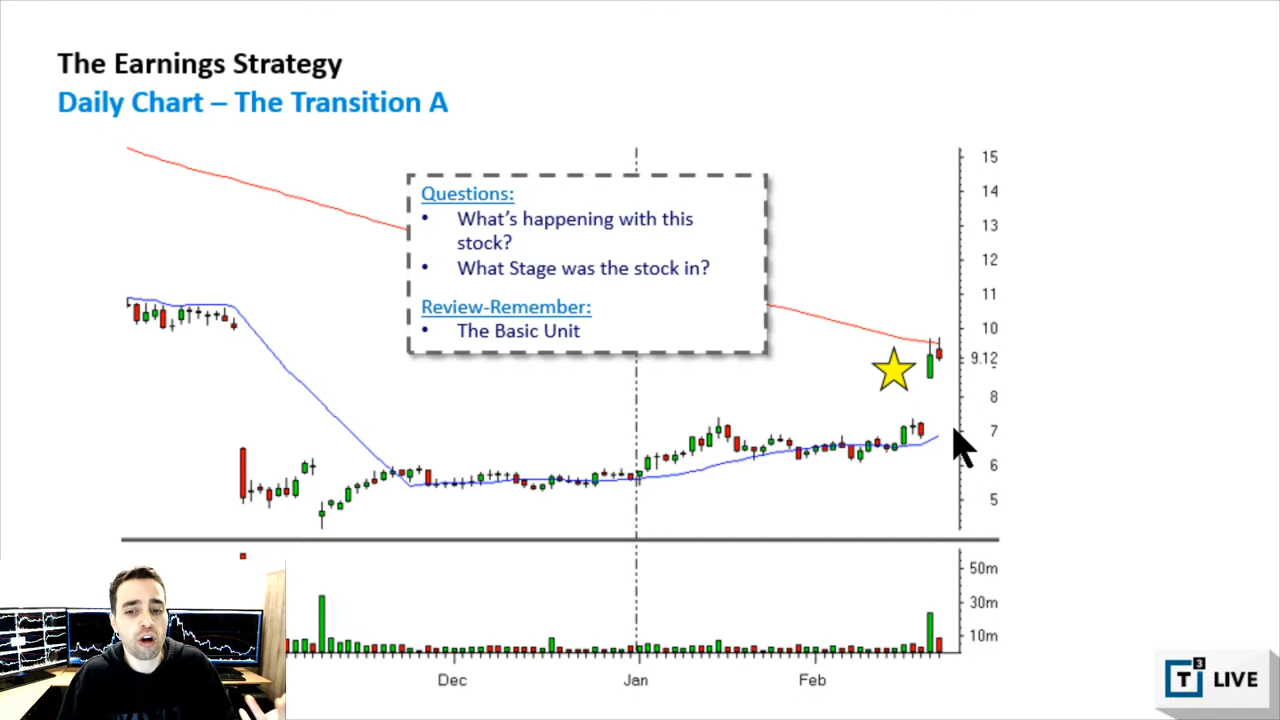 The Earnings Strategy
Daily Chart – The Transition A
Questions:
• What's happening with this
stock?
• What Stage was the stock in?
Review-Remember:
• The Basic Unit
15
14
13
12
11
10
9.12
8
7
6
5
50m
30m
10m
Dec
Jan
Feb
T3 LIVE